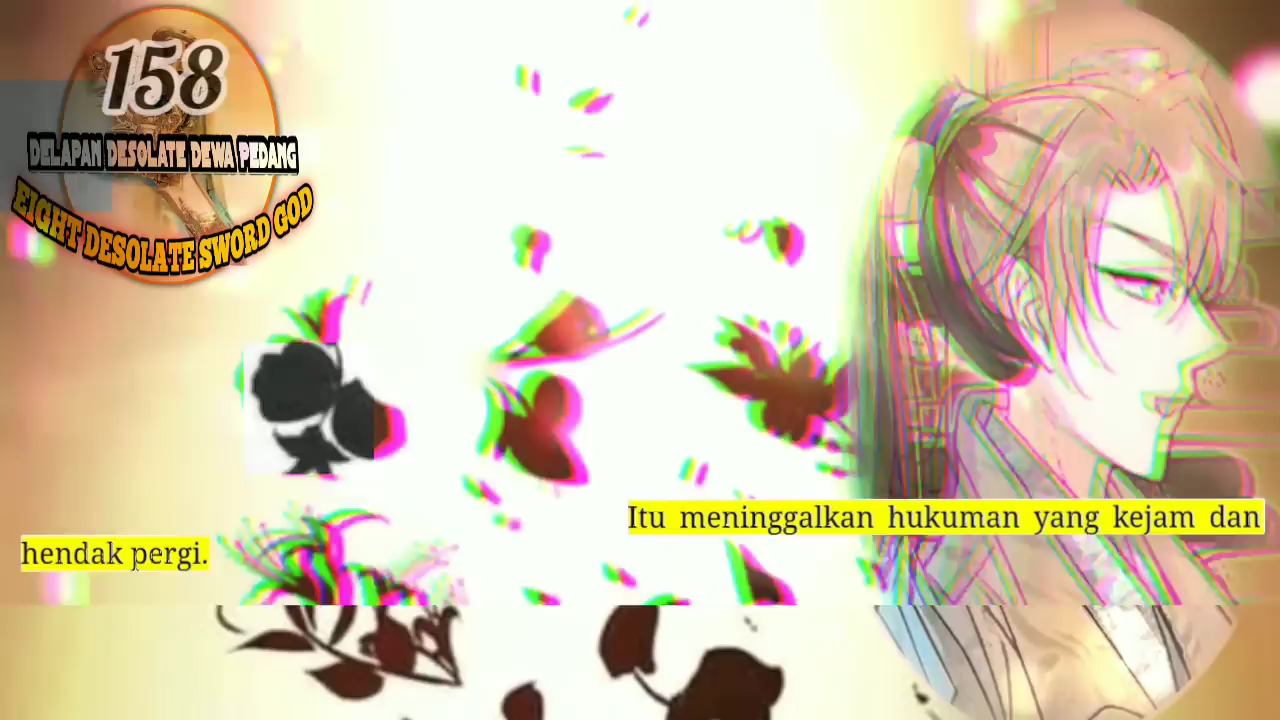 158
DELAPAN DESOLATE DEWA PEDANG
EIGHT DESOLATE SWORD GOD
Itu meninggalkan hukuman yang kejam dan
hendak pergi.